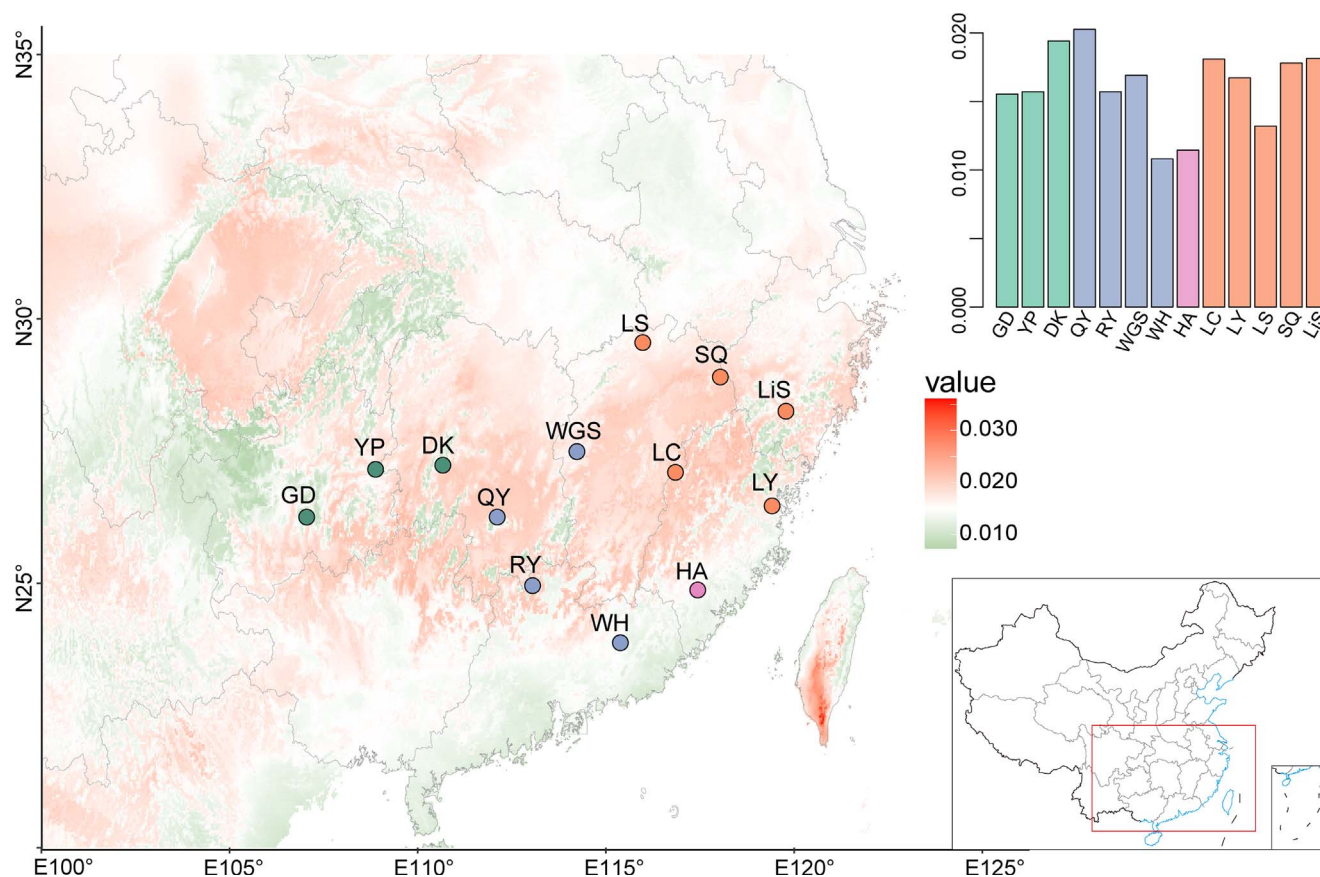 N35°
N30°
N25°
E100°
E105°
E110°
E115°
E120°
E125°
LS
SQ
LiS
WGS
YP
DK
LC
GD
QY
LY
RY
HA
WH
0.020
0.010
0.000
GD
YP
DK
QY
RY
WGS
WH
HA
LC
LY
LS
SQ
LiS
value
0.030
0.020
0.010